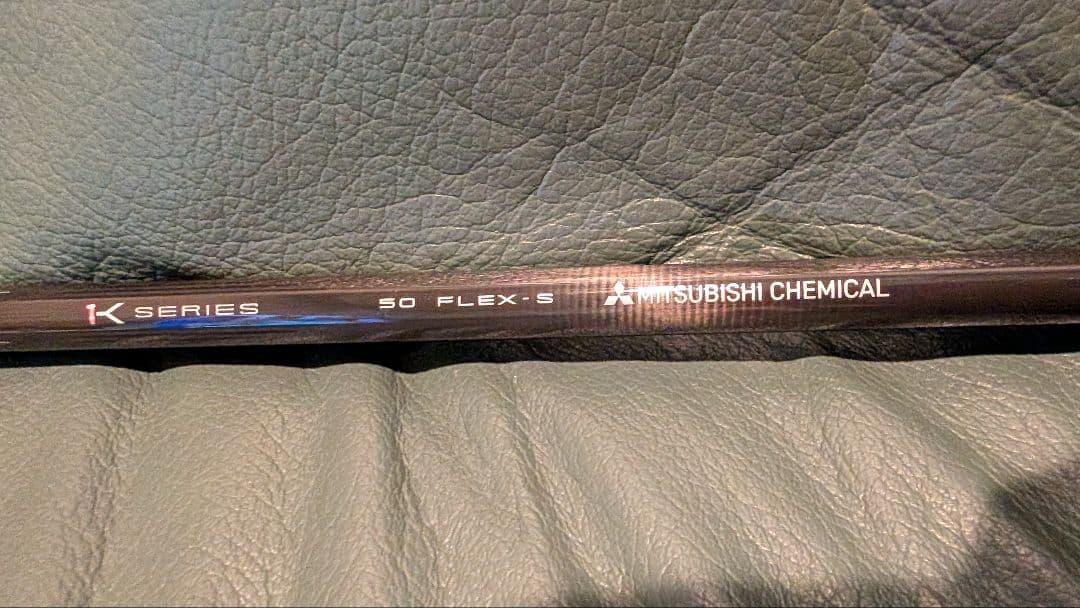 1K SERIES 50 FLEX-S MITSUBISHI CHEMICAL